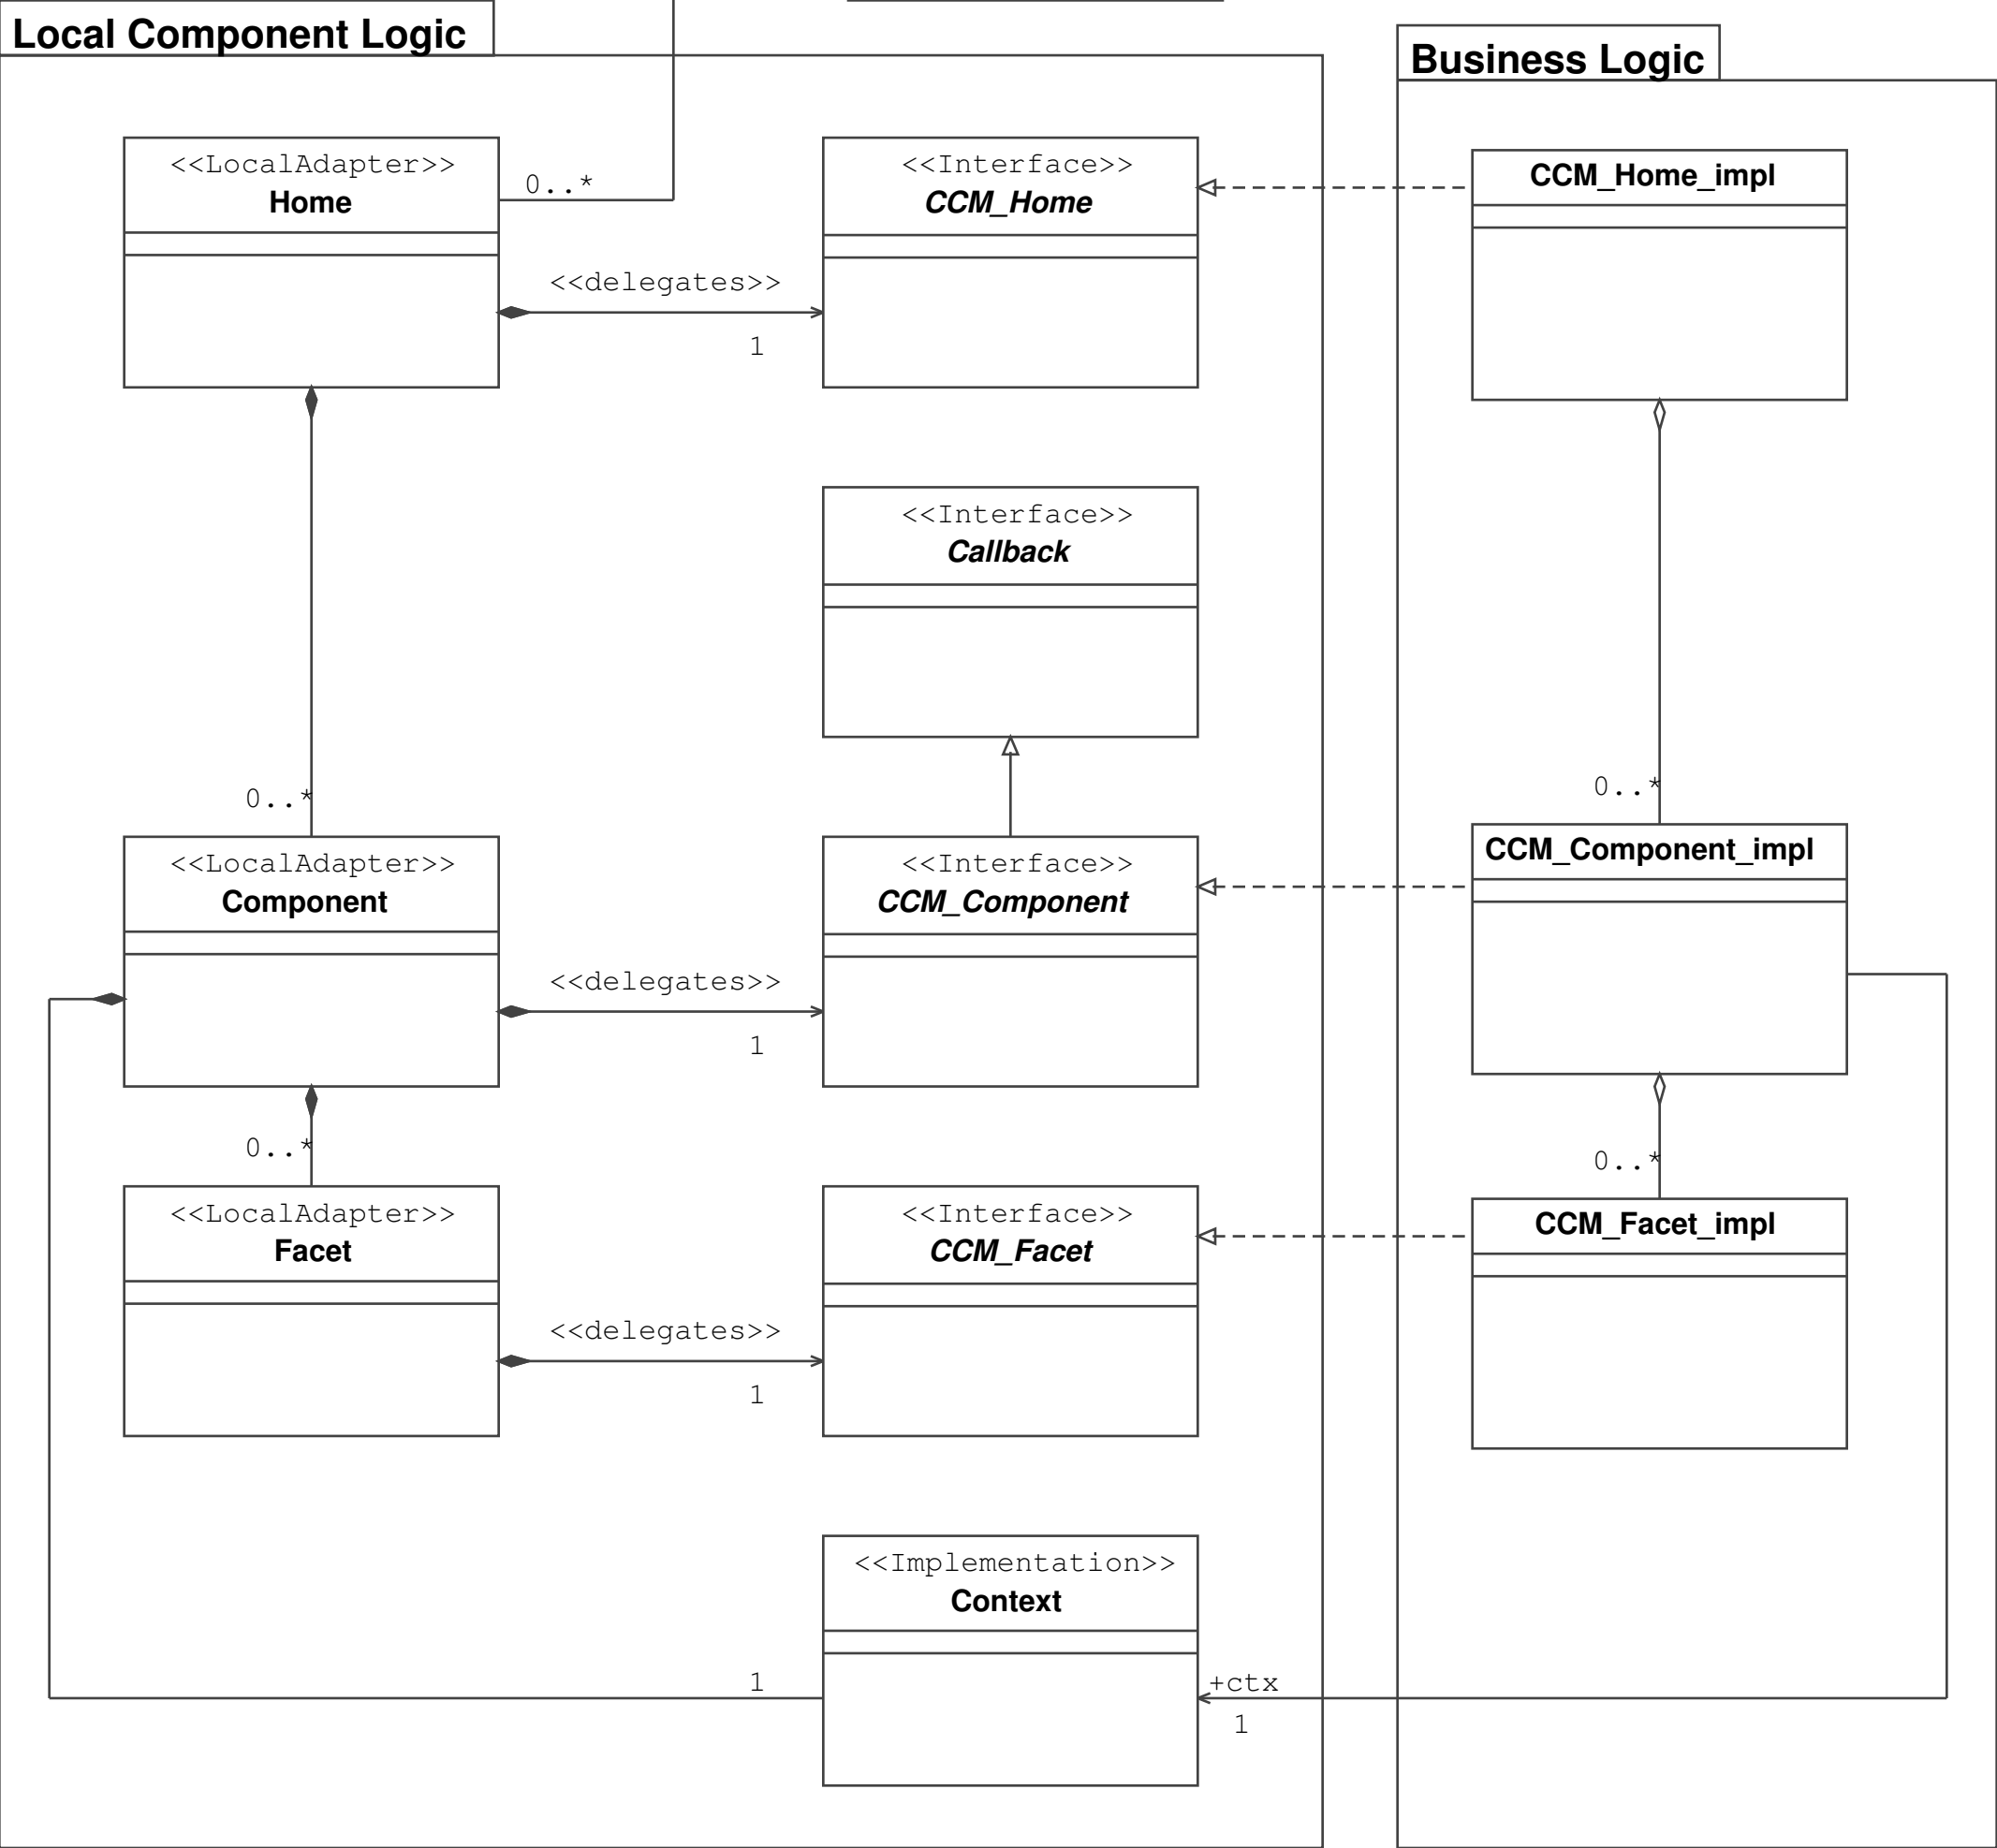 Local Component Logic
Business Logic
<<LocalAdapter>>
Home
0..*
<<Interface>>
CCM_Home
CCM_Home_impl
<<delegates>>
1
<<Interface>>
Callback
0..*
0..*
<<LocalAdapter>>
Component
<<Interface>>
CCM_Component
CCM_Component_impl
<<delegates>>
1
0..*
0..*
<<LocalAdapter>>
Facet
<<Interface>>
CCM_Facet
CCM_Facet_impl
<<delegates>>
1
<<Implementation>>
Context
1
+ctx
1